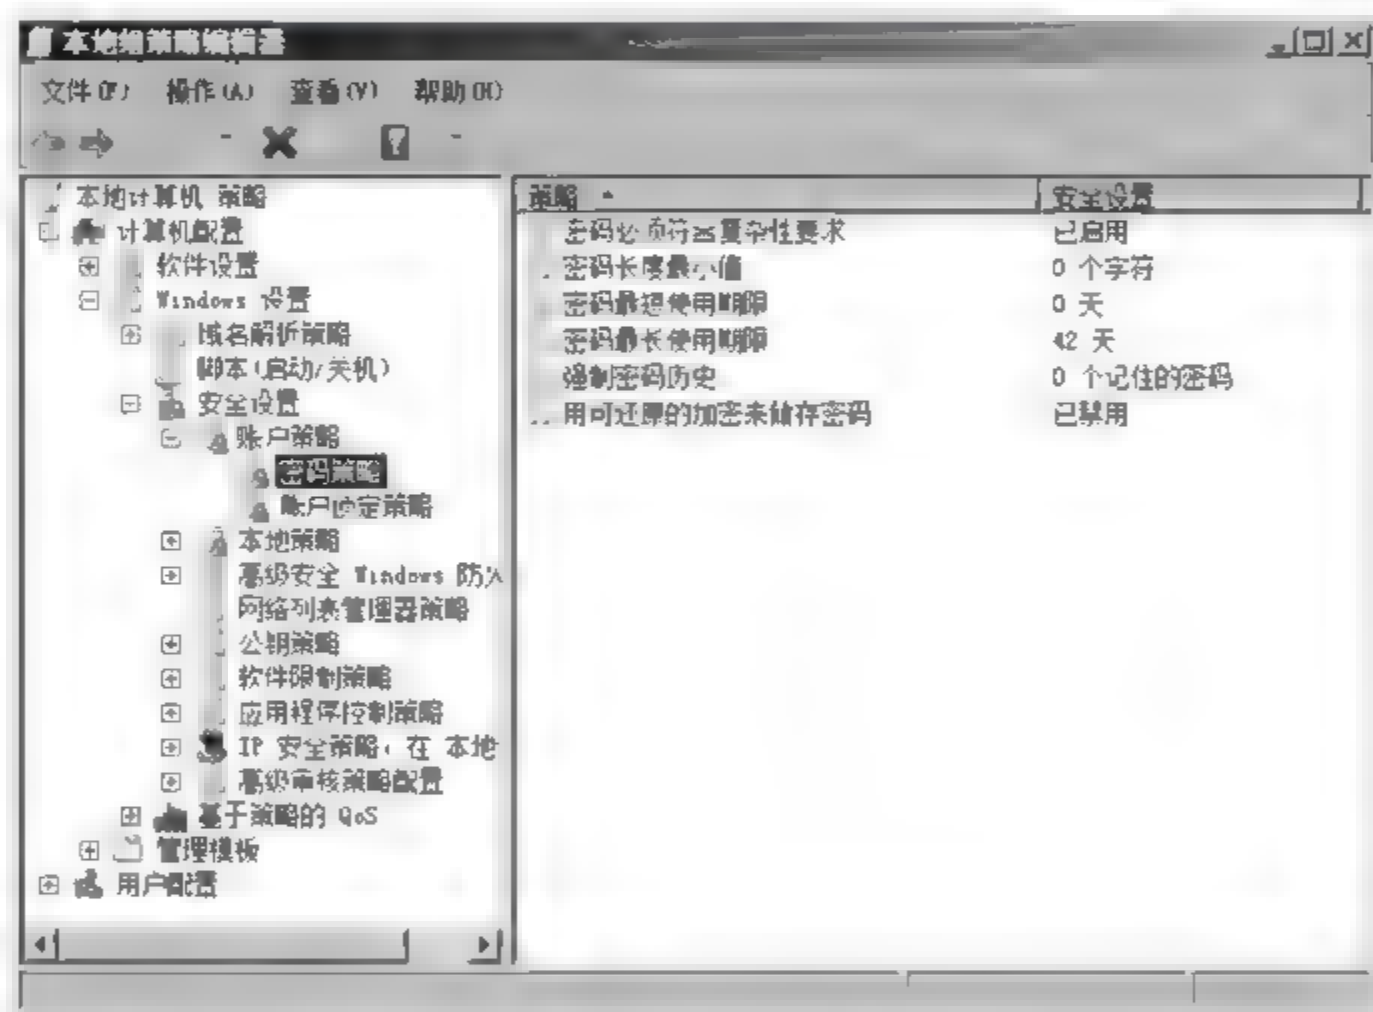 本地组策略编辑器
文件(F) 操作(A) 查看(V) 帮助(H)
本地计算机 策略
计算机配置
软件设置
Windows 设置
域名解析策略
脚本(启动/关机)
安全设置
账户策略
密码策略
账户锁定策略
本地策略
高级安全 Windows 防火
网络列表管理器策略
公钥策略
软件限制策略
应用程序控制策略
IP 安全策略，在 本地
高级审核策略配置
基于策略的 QoS
管理模板
用户配置
策略 安全设置
密码必须符合复杂性要求 已启用
密码长度最小值 0 个字符
密码最短使用期限 0 天
密码最长使用期限 42 天
强制密码历史 0 个记住的密码
用可还原的加密来储存密码 已禁用